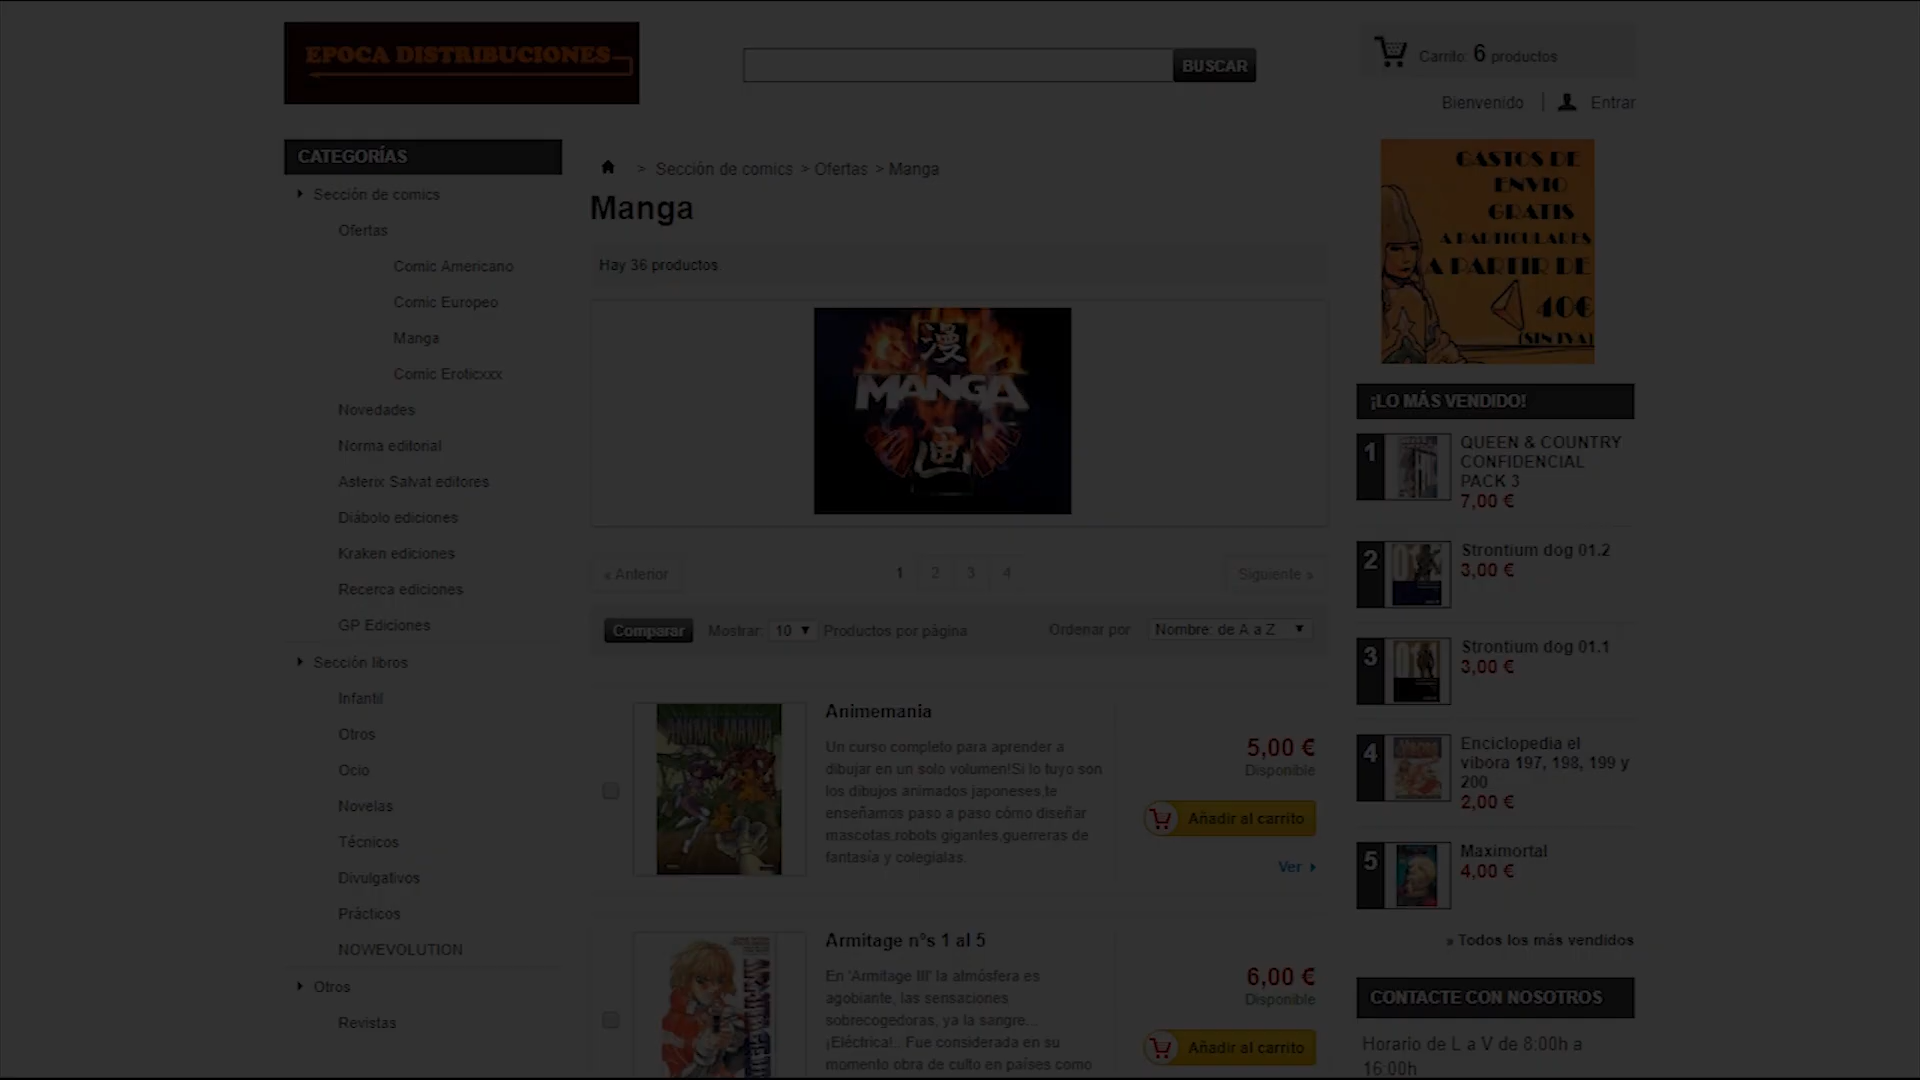 EPOCA DISTRIBUCIONES
BUSCAR
Carrito: 6 productos
Bienvenido
Entrar
CATEGORÍAS
Sección de comics
Ofertas
Comic Americano
Comic Europeo
Manga
Comic Eroticxxx
Novedades
Norma editorial
Asterix Salvat editores
Diábolo ediciones
Kraken ediciones
Recerca ediciones
GP Ediciones
Sección libros
Infantil
Otros
Ocio
Novelas
Técnicos
Divulgativos
Prácticos
NOWEVOLUTION
Otros
Revistas
> Sección de comics > Ofertas > Manga
Manga
Hay 36 productos
漫
MANGA
画
« Anterior
1 2 3 4
Siguiente »
Comparar
Mostrar: 10 Productos por página
Ordenar por Nombre: de A a Z
ANIMEMANIA
Animemania
Un curso completo para aprender a
dibujar en un solo volumen!Si lo tuyo son
los dibujos animados japoneses,te
enseñamos paso a paso cómo diseñar
mascotas,robots gigantes,guerreras de
fantasía y colegialas.
5,00 €
Disponible
Añadir al carrito
Ver
ARMITAGE
Armitage nºs 1 al 5
En 'Armitage III' la atmósfera es
agobiante, las sensaciones
sobrecogedoras, ya la sangre...
¡Eléctrica!.. Fue considerada en su
momento obra de culto en países como
6,00 €
Disponible
Añadir al carrito
GASTOS DE
ENVIO
GRATIS
A PARTICULARES
A PARTIR DE
40€
(SIN IVA)
¡LO MÁS VENDIDO!
1
QUEEN & COUNTRY
CONFIDENCIAL
PACK 3
7,00 €
2
Strontium dog 01.2
3,00 €
3
Strontium dog 01.1
3,00 €
4
Enciclopedia el
vibora 197, 198, 199 y
200
2,00 €
5
Maximortal
4,00 €
» Todos los más vendidos
CONTACTE CON NOSOTROS
Horario de L a V de 8:00h a
16:00h